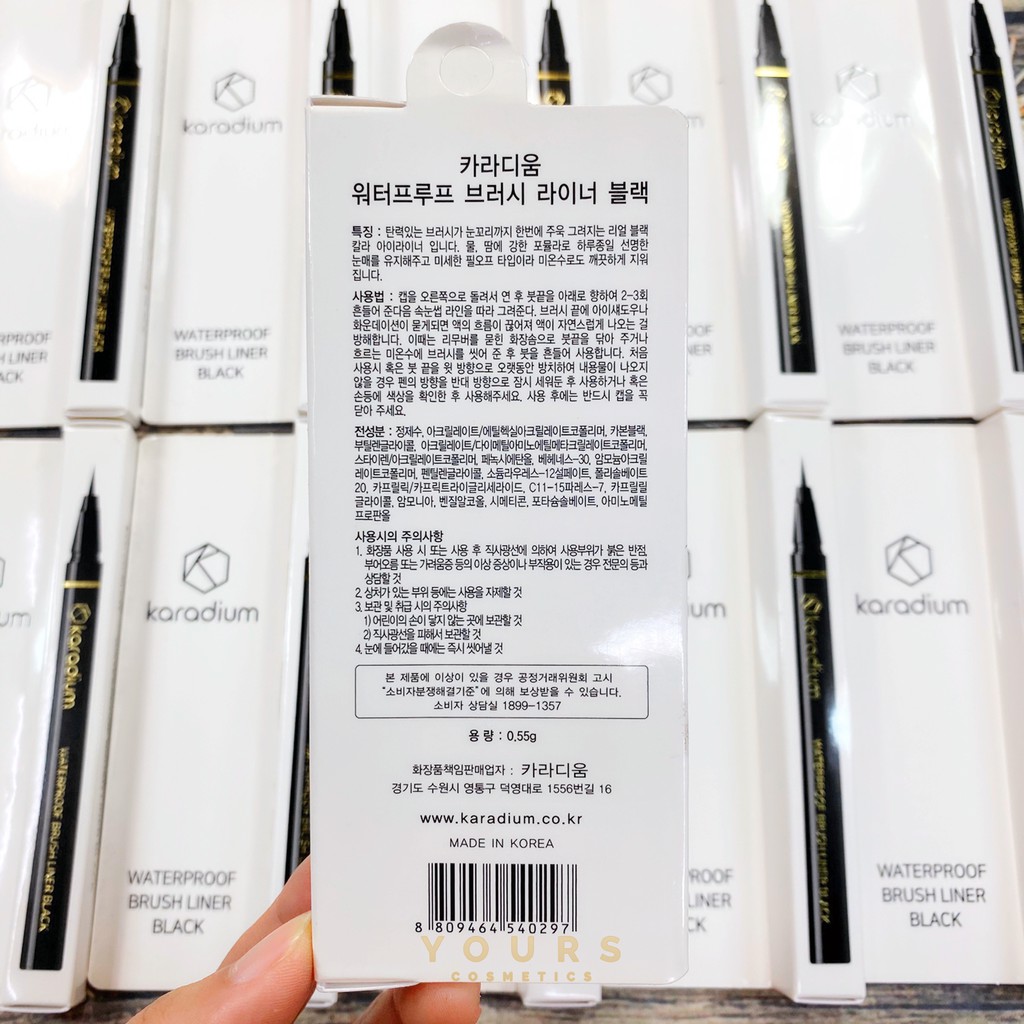 카라디움
워터프루프 브러시 라이너 블랙
특징 : 탄력있는 브러시가 눈꼬리까지 한번에 주욱 그려지는 리얼 블랙
칼라 아이라이너 입니다. 물, 땀에 강한 포뮬라로 하루종일 선명한
눈매를 유지해주고 미세한 필오프 타입이라 미온수로도 깨끗하게 지워
집니다.
사용법 : 캡을 오른쪽으로 돌려서 연 후 붓끝을 아래로 향하여 2-3회
흔들어 준다음 속눈썹 라인을 따라 그려준다. 브러시 끝에 아이섀도우나
화운데이션이 묻게되면 액의 흐름이 끊어져 액이 자연스럽게 나오는 걸
방해합니다. 이때는 리무버를 묻힌 화장솜으로 붓끝을 닦아 주거나
흐르는 미온수에 브러시를 씻어 준 후 붓을 흔들어 사용합니다. 처음
사용시 혹은 붓 끝을 윗 방향으로 오랫동안 방치하여 내용물이 나오지
않을 경우 펜의 방향을 반대 방향으로 잠시 세워둔 후 사용하거나 혹은
손등에 색상을 확인한 후 사용해주세요. 사용 후에는 반드시 캡을 꼭
닫아 주세요.
전성분 : 정제수, 아크릴레이트/에틸헥실아크릴레이트코폴리머, 카본블랙,
부틸렌글라이콜, 아크릴레이트/다이메틸아미노에틸메타크릴레이트코폴리머,
스타이렌/아크릴레이트코폴리머, 페녹시에탄올, 베헤네스-30, 암모늄아크릴
레이트코폴리머, 펜틸렌글라이콜, 소듐라우레스-12설페이트, 폴리솔베이트
20, 카프릴릭/카프릭트라이글리세라이드, C11-15파레스-7, 카프릴릴
글라이콜, 암모니아, 벤질알코올, 시메티콘, 포타슘솔베이트, 아미노메틸
프로판올
사용시의 주의사항
1. 화장품 사용 시 또는 사용 후 직사광선에 의하여 사용부위가 붉은 반점,
부어오름 또는 가려움증 등의 이상 증상이나 부작용이 있는 경우 전문의 등과
상담할 것
2. 상처가 있는 부위 등에는 사용을 자제할 것
3. 보관 및 취급 시의 주의사항
1) 어린이의 손이 닿지 않는 곳에 보관할 것
2) 직사광선을 피해서 보관할 것
4. 눈에 들어갔을 때에는 즉시 씻어낼 것
본 제품에 이상이 있을 경우 공정거래위원회 고시
"소비자분쟁해결기준"에 의해 보상받을 수 있습니다.
소비자 상담실 1899-1357
용 량 : 0.55g
화장품책임판매업자 : 카라디움
경기도 수원시 영통구 덕영대로 1556번길 16
www.karadium.co.kr
MADE IN KOREA
8 809464 540297
YOURS
COSMETICS
karadium
WATERPROOF
BRUSH LINER
BLACK
karadium
WATERPROOF
BRUSH LINER
BLACK
karadium
WATERPROOF BRUSH LINER BLACK
karadium
WATERPROOF
BRUSH LINER
BLACK
karadium
WATERPROOF
BRUSH LINER
BLACK
karadium